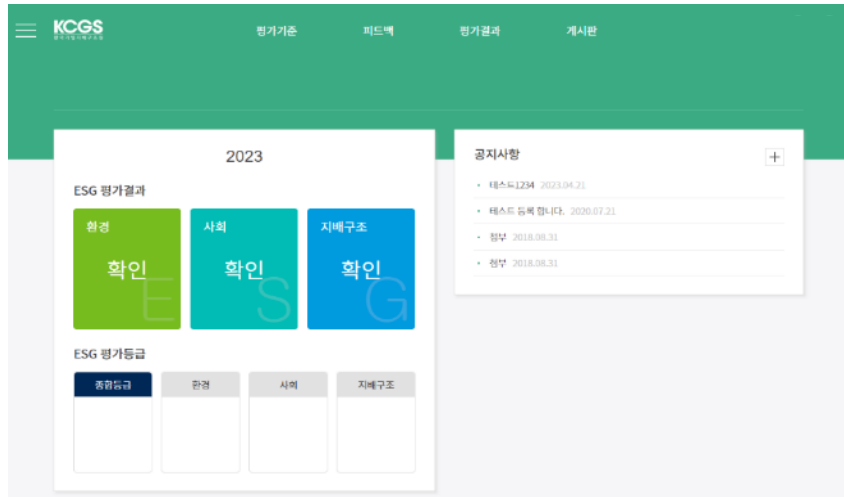 KCGS
평가기준 피드백 평가결과 게시판
2023
ESG 평가결과
환경 사회 지배구조
확인 확인 확인
E S G
ESG 평가등급
종합등급 환경 사회 지배구조
공지사항 +
테스트1234 2023.04.21
테스트 등록 합니다. 2020.07.21
첨부 2018.08.31
첨부 2018.08.31